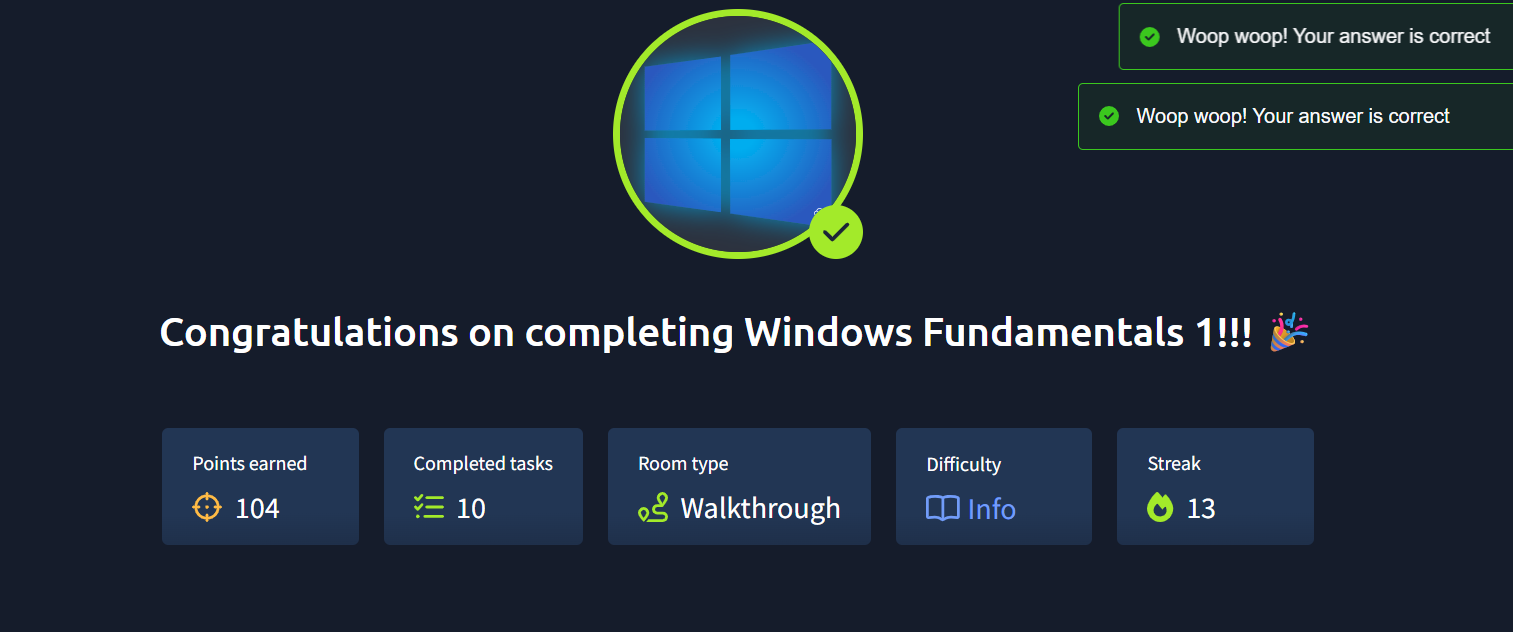 Woop woop! Your answer is correct
Woop woop! Your answer is correct
Congratulations on completing Windows Fundamentals 1!!! 🎉
Points earned
104
Completed tasks
10
Room type
Walkthrough
Difficulty
Info
Streak
13